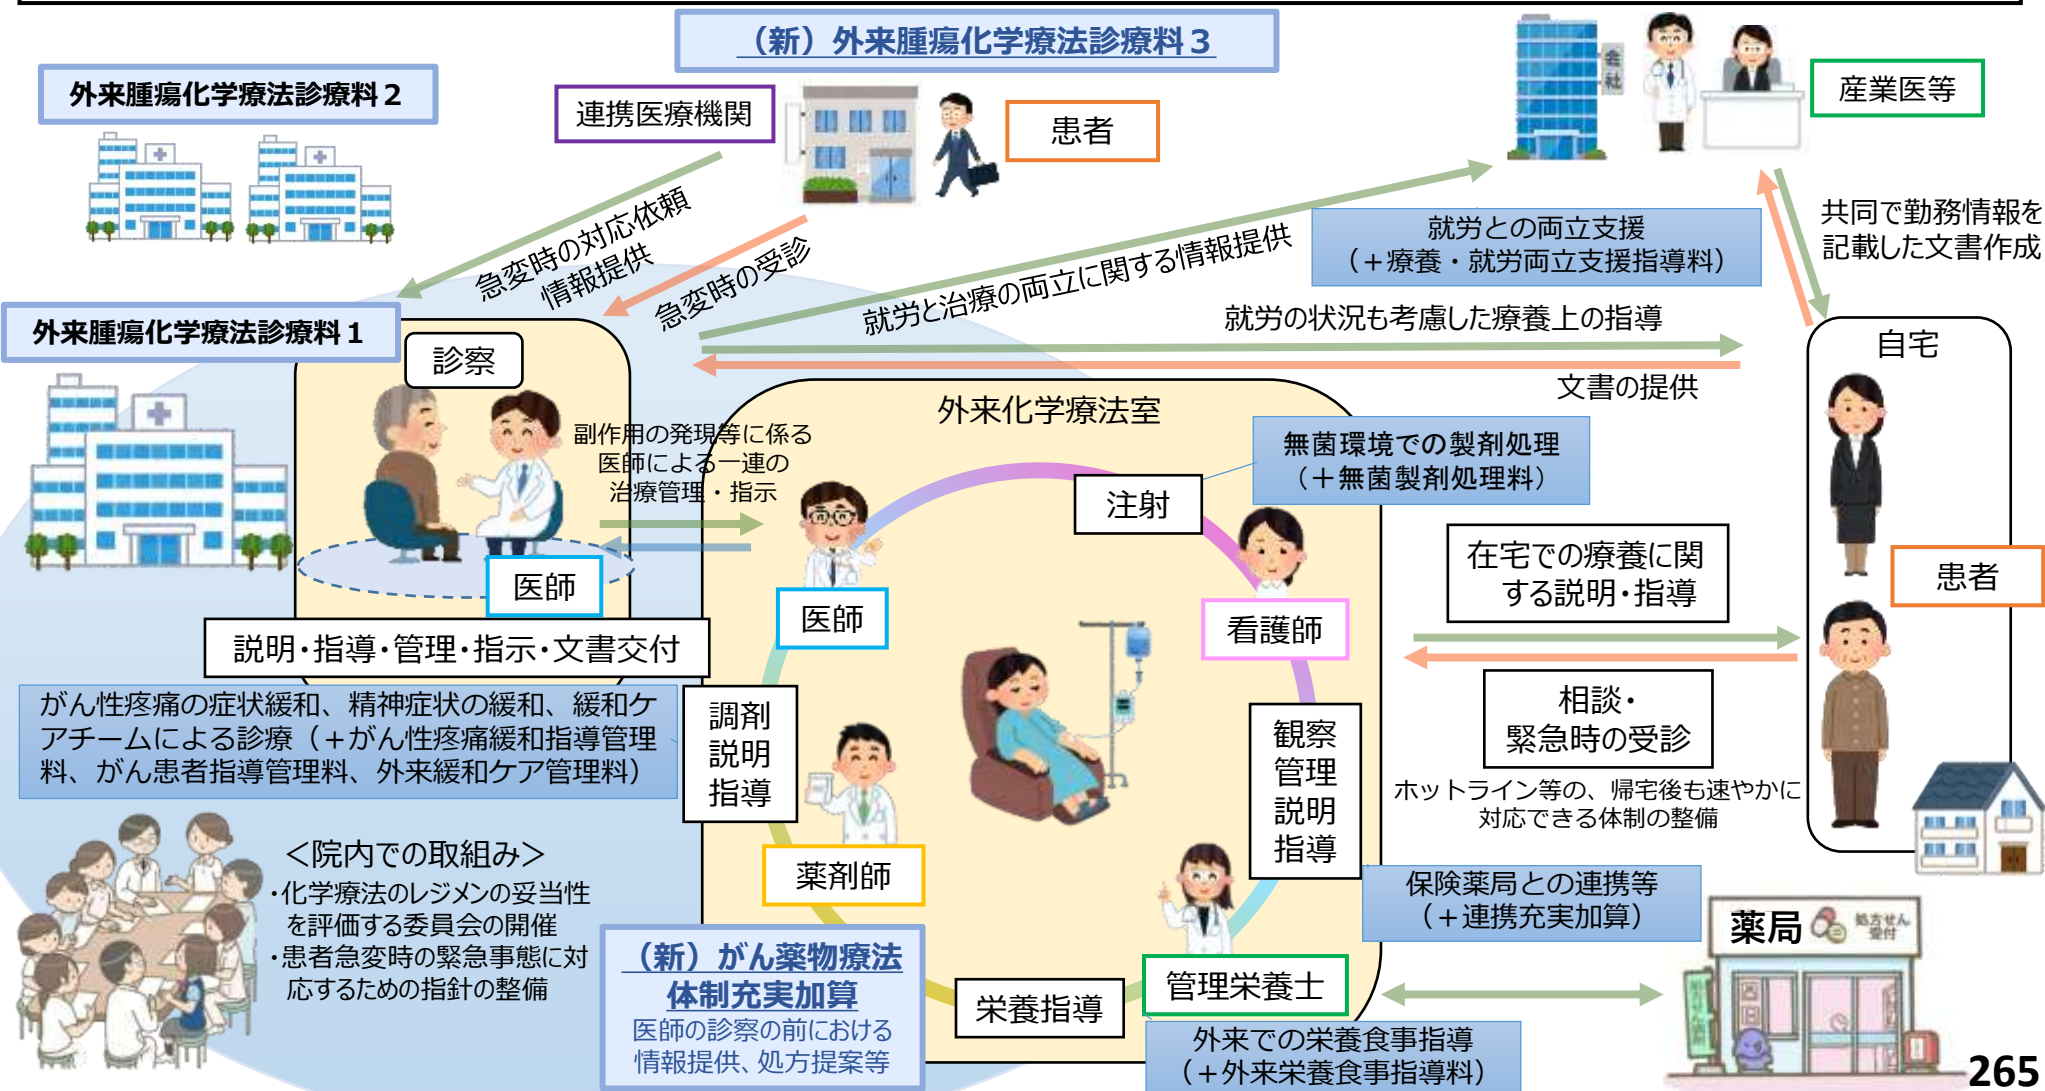 （新）外来腫瘍化学療法診療料３
外来腫瘍化学療法診療料２
連携医療機関
患者
会社
産業医等
急変時の対応依頼
情報提供
急変時の受診
就労と治療の両立に関する情報提供
就労との両立支援
（＋療養・就労両立支援指導料）
共同で勤務情報を
記載した文書作成
外来腫瘍化学療法診療料１
就労の状況も考慮した療養上の指導
文書の提供
自宅
診察
副作用の発現等に係る
医師による一連の
治療管理・指示
医師
説明・指導・管理・指示・文書交付
外来化学療法室
無菌環境での製剤処理
（＋無菌製剤処理料）
注射
医師
看護師
在宅での療養に関
する説明・指導
患者
がん性疼痛の症状緩和、精神症状の緩和、緩和ケ
アチームによる診療（＋がん性疼痛緩和指導管理
料、がん患者指導管理料、外来緩和ケア管理料）
調剤
説明
指導
観察
管理
説明
指導
相談・
緊急時の受診
ホットライン等の、帰宅後も速やかに
対応できる体制の整備
＜院内での取組み＞
・化学療法のレジメンの妥当性
を評価する委員会の開催
・患者急変時の緊急事態に対
応するための指針の整備
薬剤師
（新）がん薬物療法
体制充実加算
医師の診察の前における
情報提供、処方提案等
栄養指導
管理栄養士
保険薬局との連携等
（＋連携充実加算）
外来での栄養食事指導
（＋外来栄養食事指導料）
薬局
処方せん
受付
265